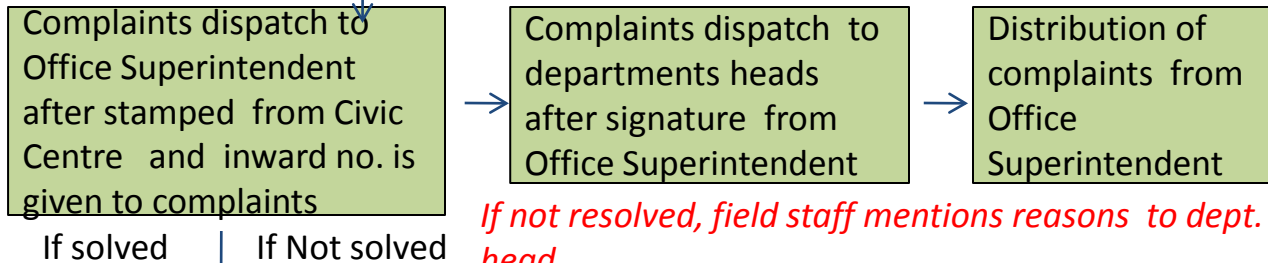 Complaints dispatch to
Office Superintendent
after stamped from Civic
Centre and inward no. is
given to complaints
Complaints dispatch to
departments heads
after signature from
Office Superintendent
Distribution of
complaints from
Office
Superintendent
If not resolved, field staff mentions reasons to dept.
head
If solved | If Not solved